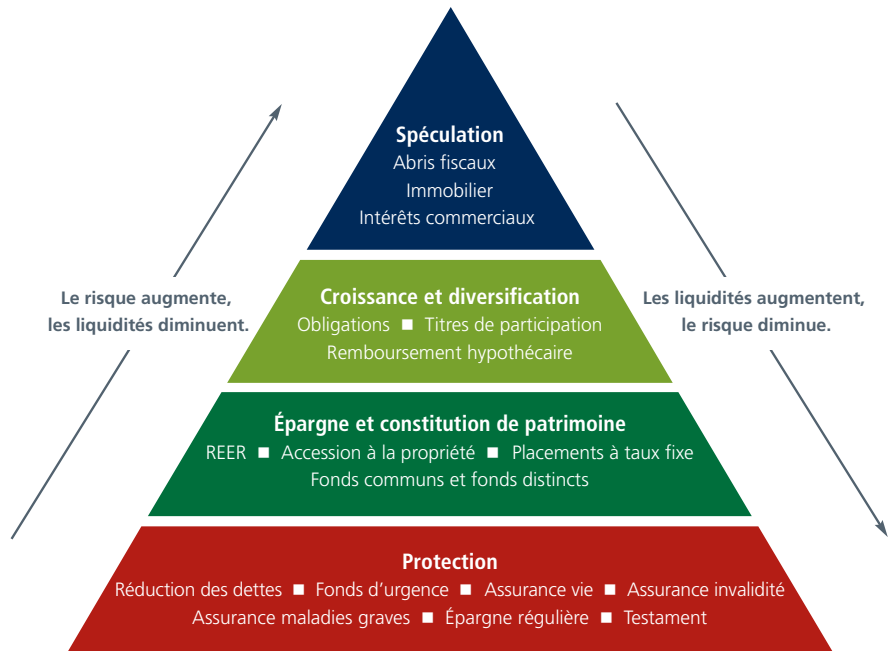 Spéculation
Abris fiscaux
Immobilier
Intérêts commerciaux
Le risque augmente,
les liquidités diminuent.
Croissance et diversification
Obligations ■ Titres de participation
Remboursement hypothécaire
Les liquidités augmentent,
le risque diminue.
Épargne et constitution de patrimoine
REER ■ Accession à la propriété ■ Placements à taux fixe
Fonds communs et fonds distincts
Protection
Réduction des dettes ■ Fonds d’urgence ■ Assurance vie ■ Assurance invalidité
Assurance maladies graves ■ Épargne régulière ■ Testament